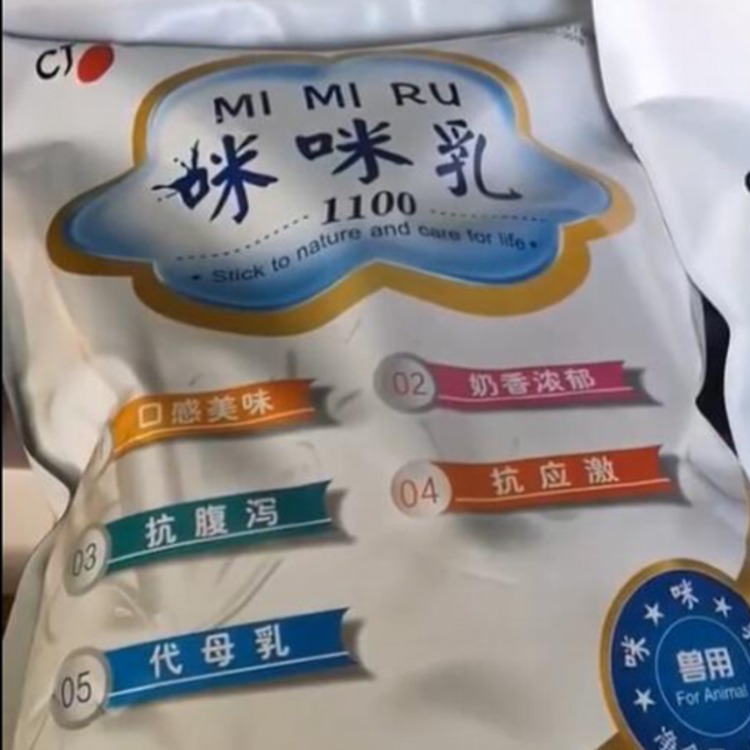 CJ
MI MI RU
咪咪乳
1100
• Stick to nature and care for life •
口感美味
02 奶香浓郁
03 抗腹泻
04 抗应激
05 代母乳
★ 咪 ★ 咪 ★
兽用
For Animal